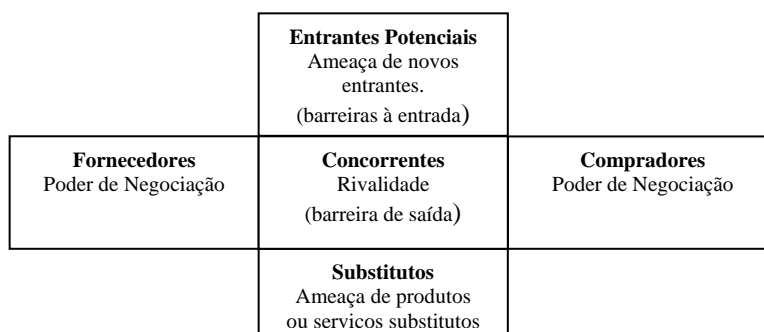 Entrantes Potenciais
Ameaça de novos
entrantes.
(barreiras à entrada)
Fornecedores
Poder de Negociação
Concorrentes
Rivalidade
(barreira de saída)
Compradores
Poder de Negociação
Substitutos
Ameaça de produtos
ou serviços substitutos